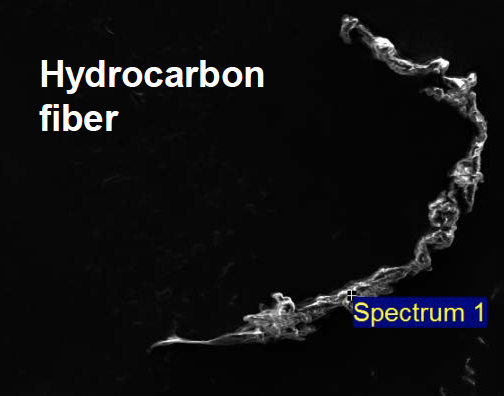 Hydrocarbon
fiber
Spectrum 1